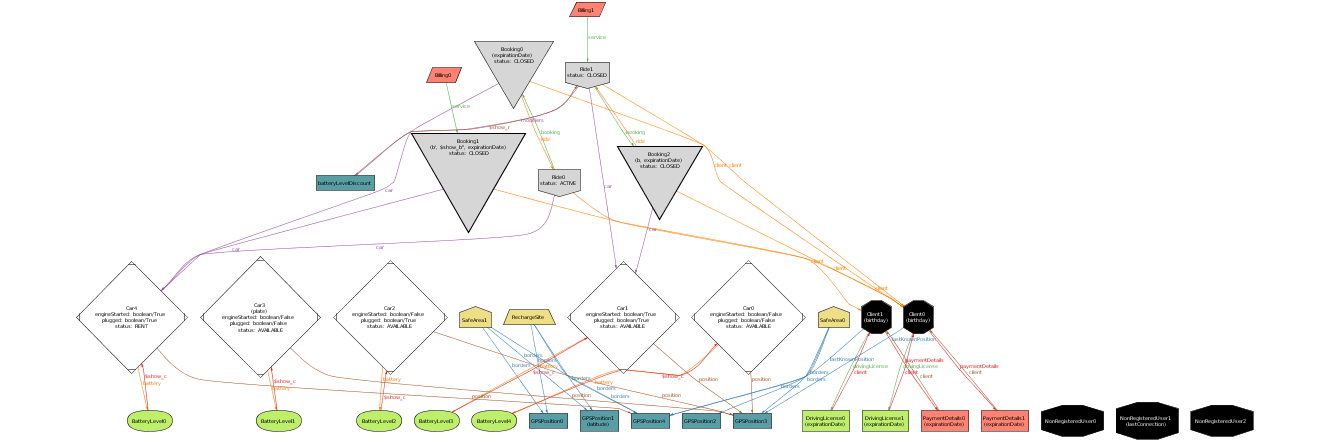 Billing1
service
Booking0
(expirationDate)
status: CLOSED
Ride1
status: CLOSED
Billing0
service
modifiers
$show_r
booking
ride
booking
ride
Booking1
(b', $show_b'', expirationDate)
status: CLOSED
Booking2
(b, expirationDate)
status: CLOSED
client client
batteryLevelDiscount
Ride0
status: ACTIVE
car
car
car
car
car
client
client
client
Car4
engineStarted: boolean/True
plugged: boolean/True
status: RENT
Car3
(plate)
engineStarted: boolean/False
plugged: boolean/False
status: AVAILABLE
Car2
engineStarted: boolean/False
plugged: boolean/True
status: AVAILABLE
SafeArea1
RechargeSite
Car1
engineStarted: boolean/True
plugged: boolean/True
status: AVAILABLE
Car0
engineStarted: boolean/False
plugged: boolean/False
status: AVAILABLE
SafeArea0
Client1
(birthday)
Client0
(birthday)
lastKnownPosition
lastKnownPosition
borders
borders
borders
drivingLicense
drivingLicense
paymentDetails
paymentDetails
client
client
client
client
$show_c
battery
$show_c
battery
battery
$show_c
$show_c
battery
$show_c
borders
borders
borders
borders
position
position
position
position
BatteryLevel0
BatteryLevel1
BatteryLevel2
BatteryLevel3
BatteryLevel4
GPSPosition0
GPSPosition1
(latitude)
GPSPosition4
GPSPosition2
GPSPosition3
DrivingLicense0
(expirationDate)
DrivingLicense1
(expirationDate)
PaymentDetails0
(expirationDate)
PaymentDetails1
(expirationDate)
NonRegisteredUser0
NonRegisteredUser1
(lastConnection)
NonRegisteredUser2